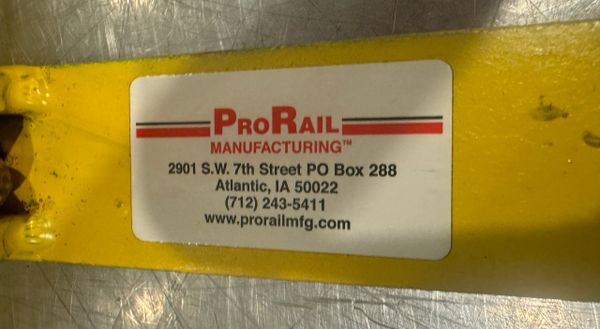 PRORAIL
MANUFACTURING™
2901 S.W. 7th Street PO Box 288
Atlantic, IA 50022
(712) 243-5411
www.prorailmfg.com